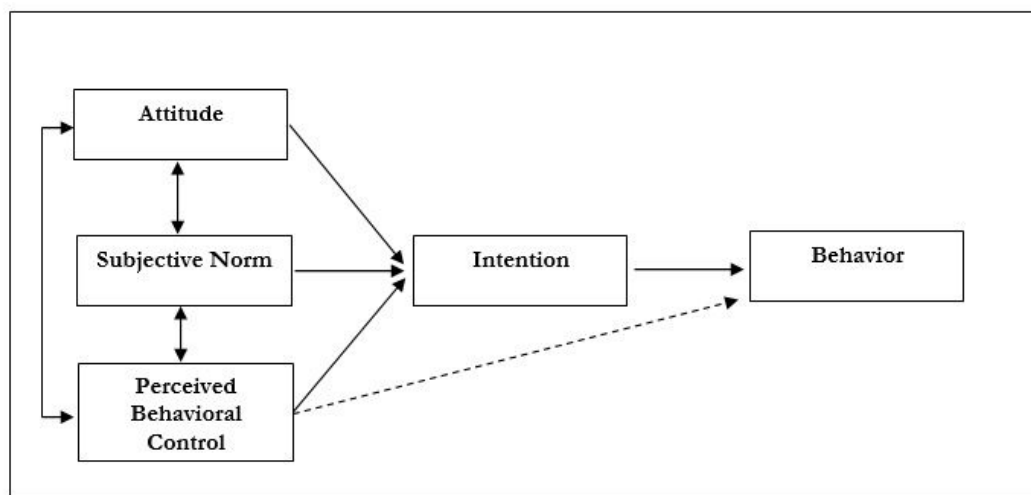 Attitude
Subjective Norm
Perceived
Behavioral
Control
Intention
Behavior